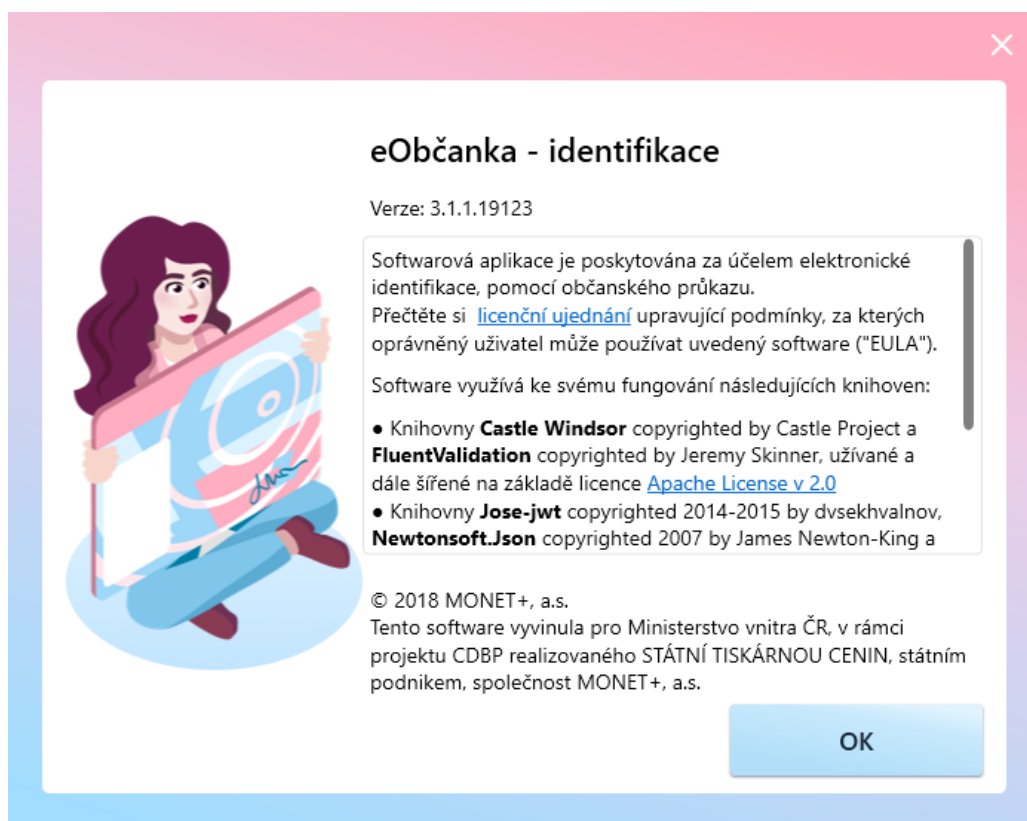 eObčanka - identifikace
Verze: 3.1.1.19123
Softwarová aplikace je poskytována za účelem elektronické
identifikace, pomocí občanského průkazu.
Přečtěte si licenční ujednání upravující podmínky, za kterých
oprávněný uživatel může používat uvedený software ("EULA").
Software využívá ke svému fungování následujících knihoven:
● Knihovny Castle Windsor copyrighted by Castle Project a
FluentValidation copyrighted by Jeremy Skinner, užívané a
dále šířené na základě licence Apache License v 2.0
● Knihovny Jose-jwt copyrighted 2014-2015 by dvsekhvalnov,
Newtonsoft.Json copyrighted 2007 by James Newton-King a
© 2018 MONET+, a.s.
Tento software vyvinula pro Ministerstvo vnitra ČR, v rámci
projektu CDBP realizovaného STÁTNÍ TISKÁRNOU CENIN, státním
podnikem, společnost MONET+, a.s.
OK